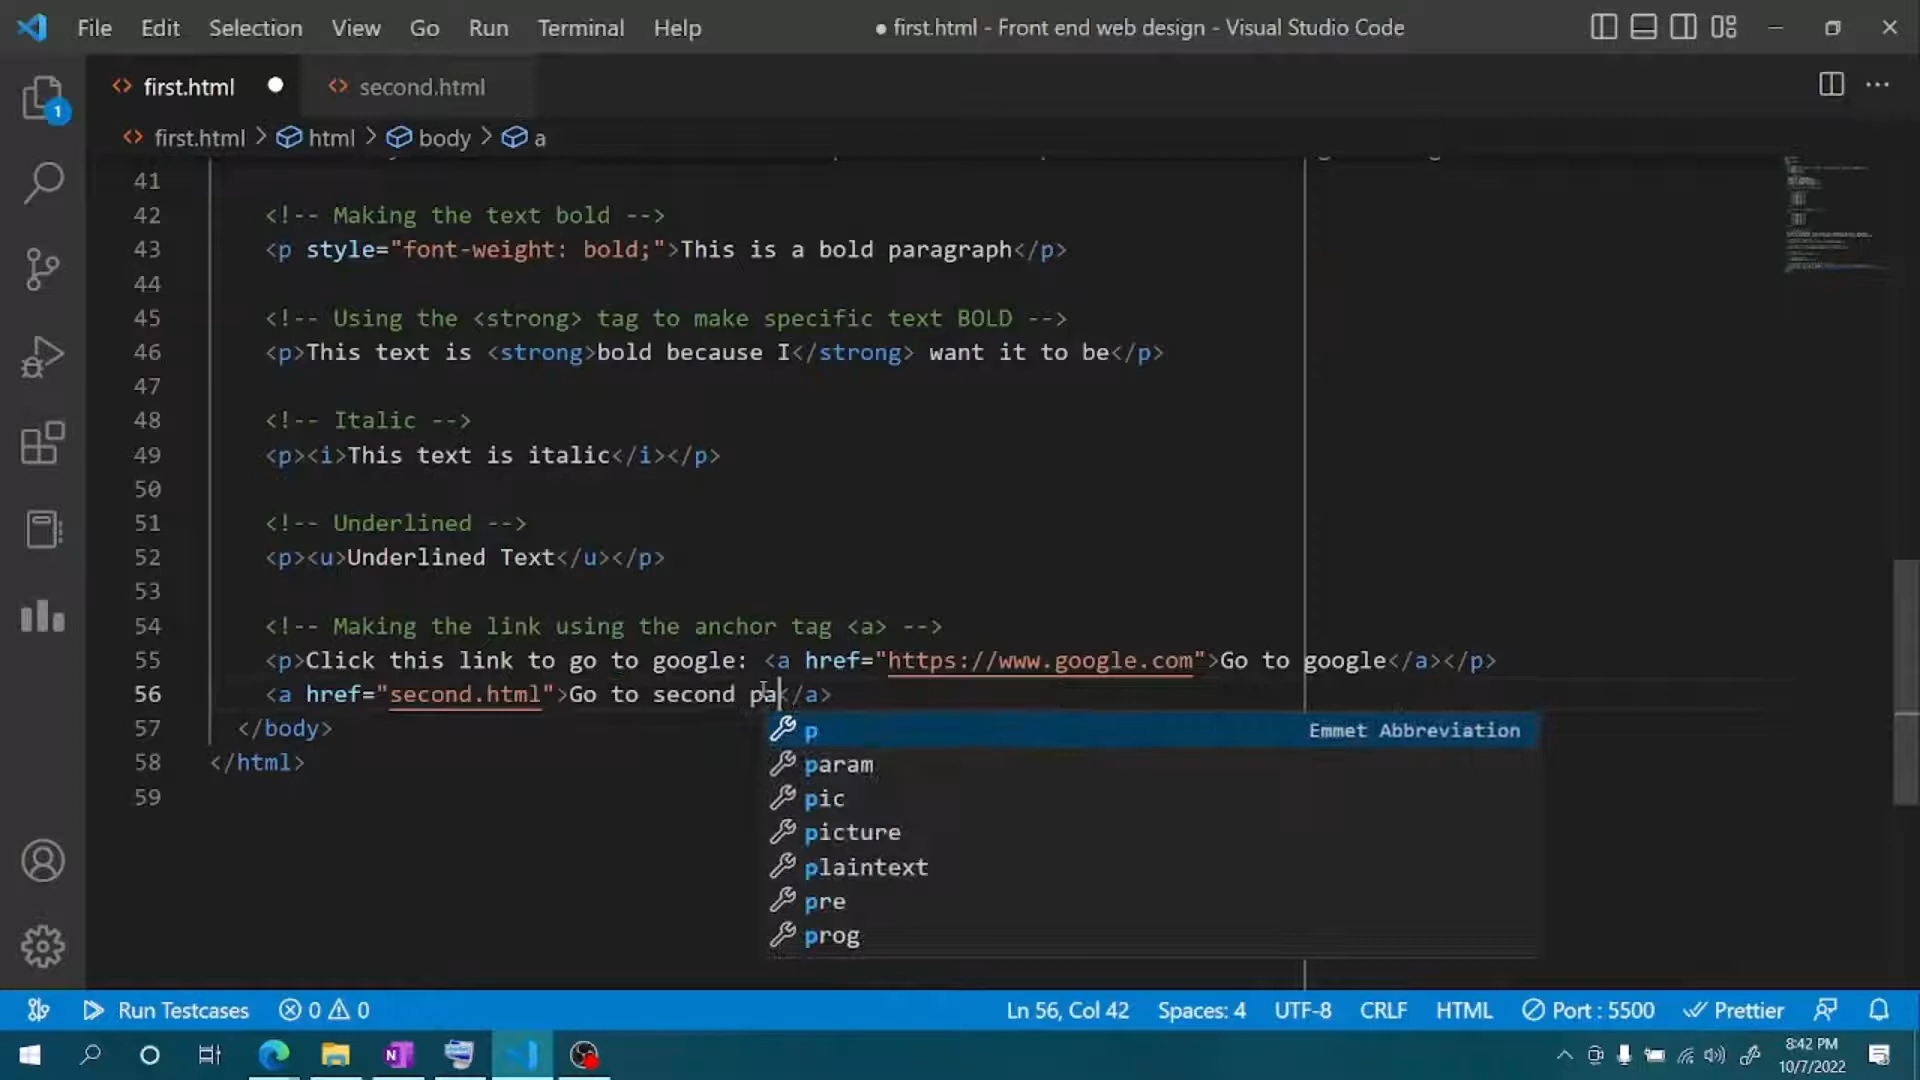 File Edit Selection View Go Run Terminal Help ● first.html - Front end web design - Visual Studio Code
<> first.html ● <> second.html
1
<> first.html > html > body > a
41
42 <!-- Making the text bold -->
43 <p style="font-weight: bold;">This is a bold paragraph</p>
44
45 <!-- Using the <strong> tag to make specific text BOLD -->
46 <p>This text is <strong>bold because I</strong> want it to be</p>
47
48 <!-- Italic -->
49 <p><i>This text is italic</i></p>
50
51 <!-- Underlined -->
52 <p><u>Underlined Text</u></p>
53
54 <!-- Making the link using the anchor tag <a> -->
55 <p>Click this link to go to google: <a href="https://www.google.com">Go to google</a></p>
56 <a href="second.html">Go to second pa</a>
57 </body>
58 </html>
59
p Emmet Abbreviation
param
pic
picture
plaintext
pre
prog
Run Testcases 0 0 Ln 56, Col 42 Spaces: 4 UTF-8 CRLF HTML Port : 5500 Prettier
N
8:42 PM
10/7/2022